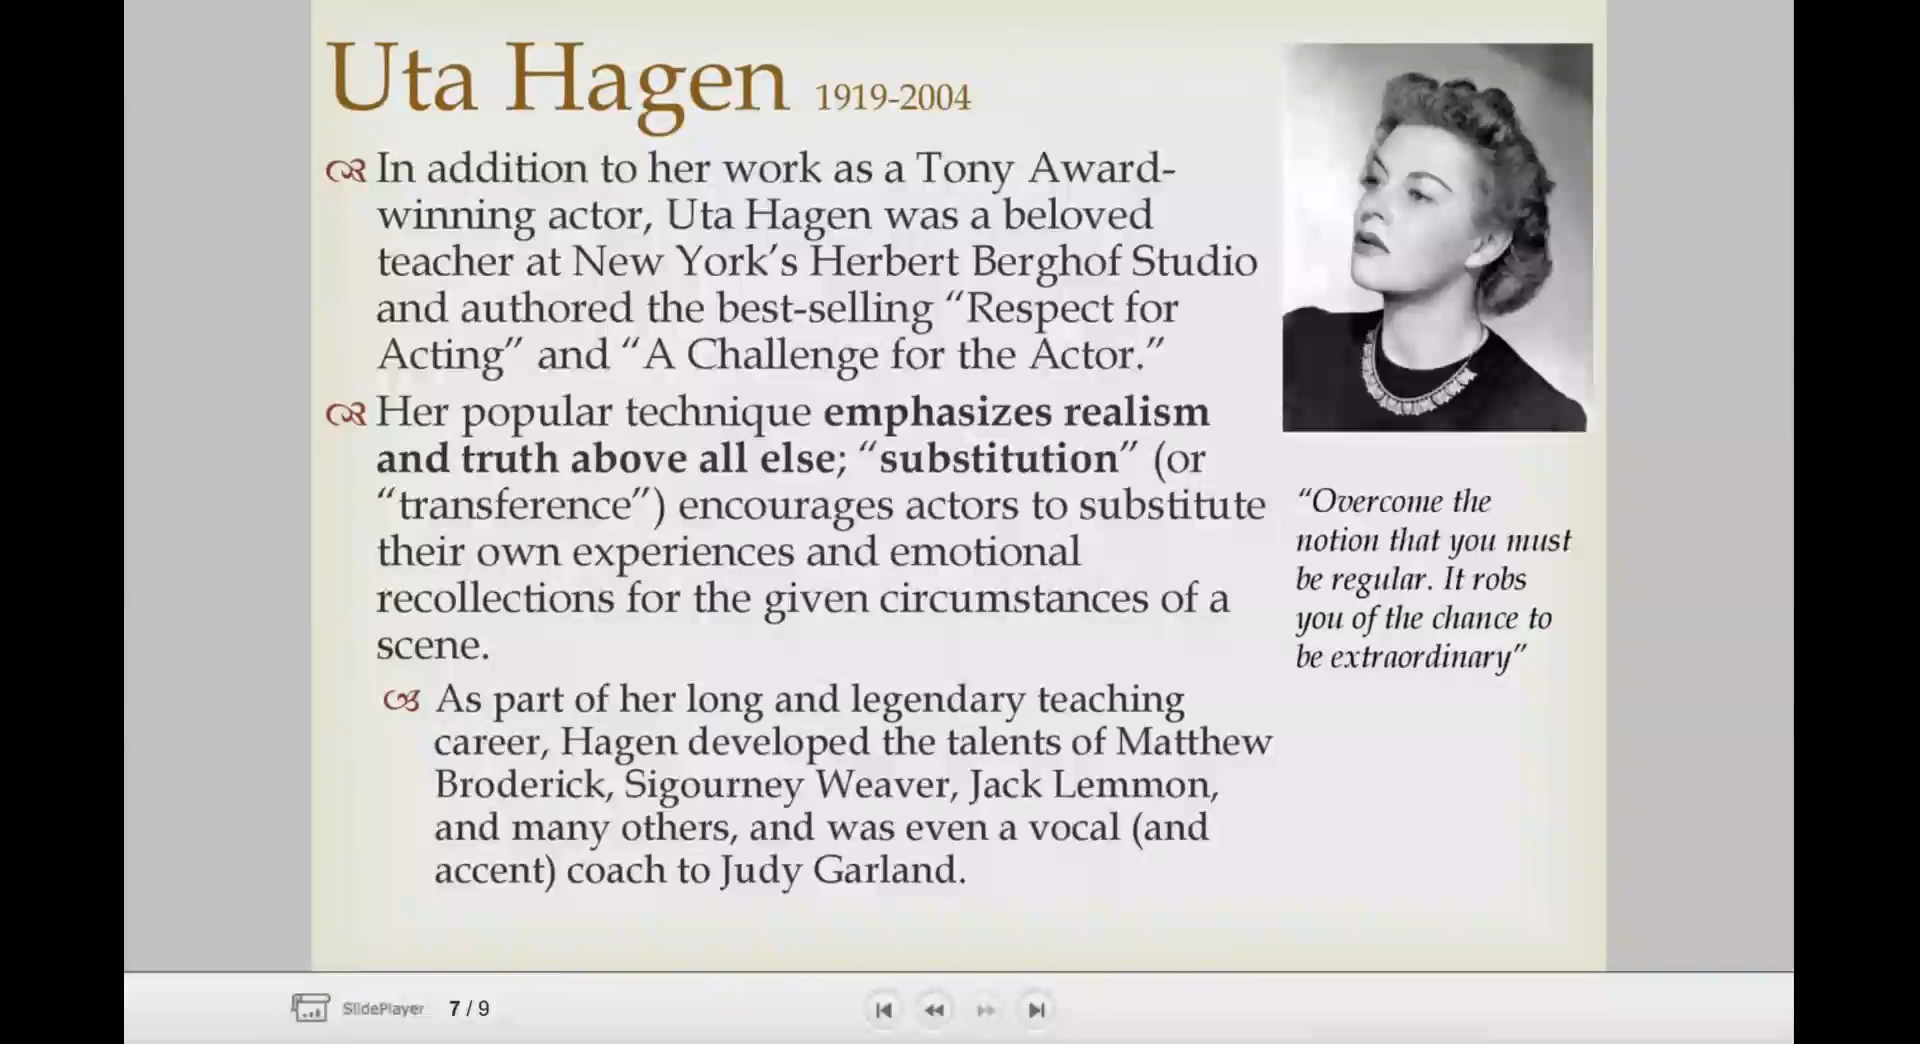 Uta Hagen 1919-2004
In addition to her work as a Tony Award-
winning actor, Uta Hagen was a beloved
teacher at New York’s Herbert Berghof Studio
and authored the best-selling “Respect for
Acting” and “A Challenge for the Actor.”
Her popular technique emphasizes realism
and truth above all else; “substitution” (or
“transference”) encourages actors to substitute
their own experiences and emotional
recollections for the given circumstances of a
scene.
As part of her long and legendary teaching
career, Hagen developed the talents of Matthew
Broderick, Sigourney Weaver, Jack Lemmon,
and many others, and was even a vocal (and
accent) coach to Judy Garland.
“Overcome the
notion that you must
be regular. It robs
you of the chance to
be extraordinary”
SlidePlayer 7 / 9